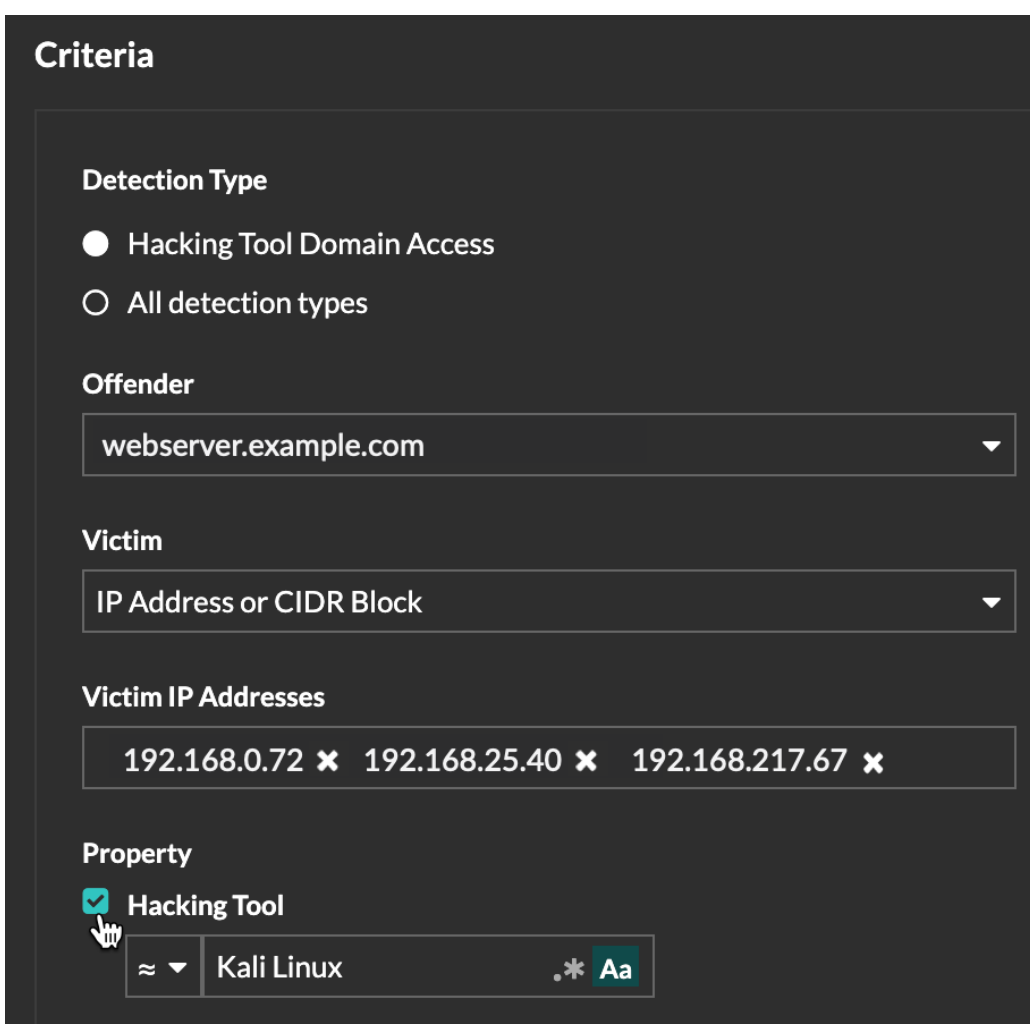 Criteria
Detection Type
Hacking Tool Domain Access
All detection types
Offender
webserver.example.com
Victim
IP Address or CIDR Block
Victim IP Addresses
192.168.0.72 ✖ 192.168.25.40 ✖ 192.168.217.67 ✖
Property
Hacking Tool
≈ Kali Linux .* Aa